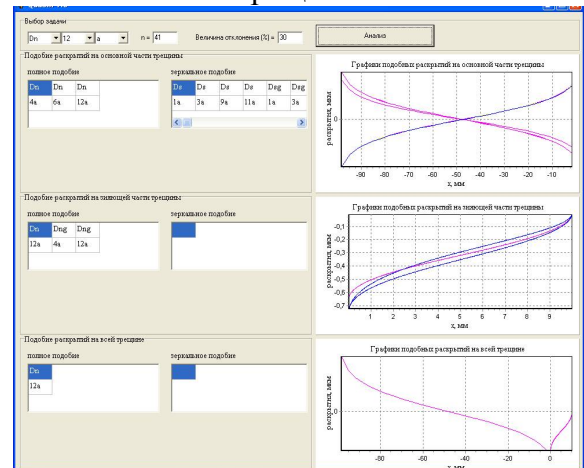 Выбор задачи
Dn 12 a n = 41 Величина отклонения (%) = 30 Анализ
Подобие раскрытий на основной части трещины
полное подобие зеркальное подобие
Dn Dn Dn
4a 6a 12a
Ds Ds Ds Ds Dsg Dsg
1a 3a 9a 11a 1a 3a
Графики подобных раскрытий на основной части трещины
раскрытия, мкм
0
-90 -80 -70 -60 -50 -40 -30 -20 -10
x, мм
Подобие раскрытий на зияющей части трещины
полное подобие зеркальное подобие
Dn Dng Dng
12a 4a 12a
Графики подобных раскрытий на зияющей части трещины
раскрытия, мкм
-0,1
-0,2
-0,3
-0,4
-0,5
-0,6
-0,7
1 2 3 4 5 6 7 8 9
x, мм
Подобие раскрытий на всей трещине
полное подобие зеркальное подобие
Dn
12a
Графики подобных раскрытий на всей трещине
раскрытия, мкм
0
-80 -60 -40 -20 0